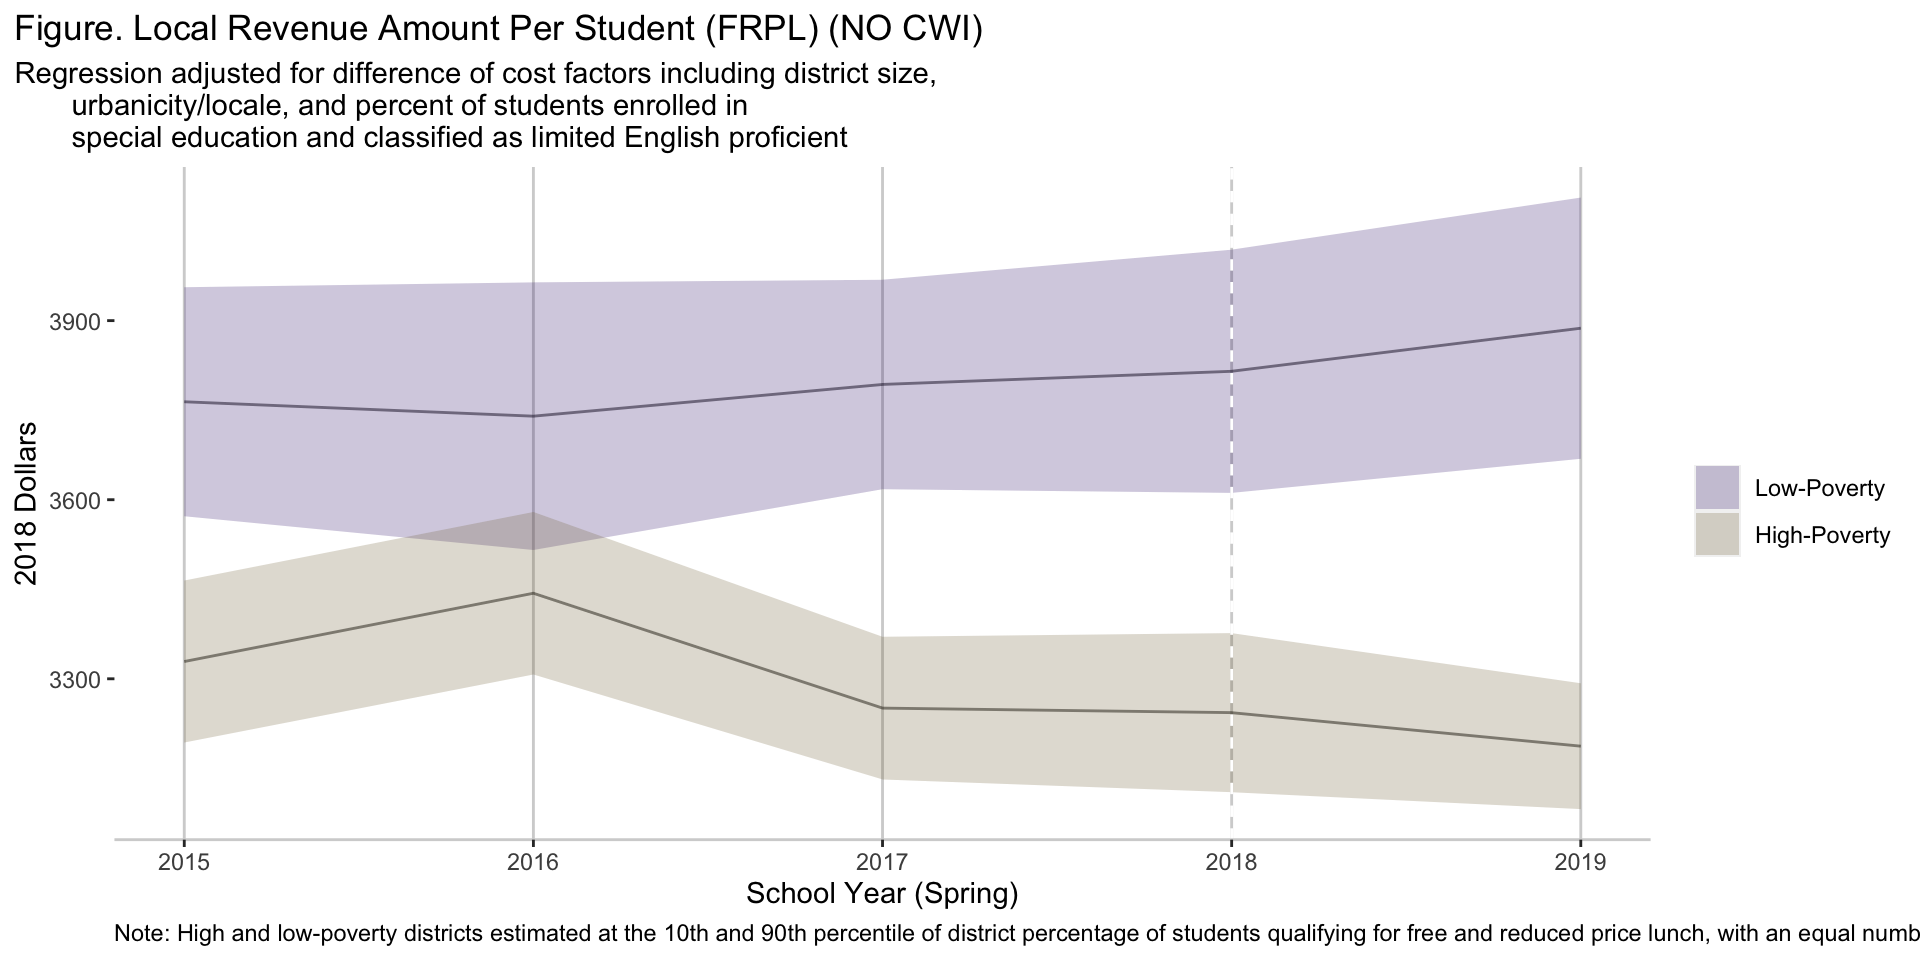 Figure. Local Revenue Amount Per Student (FRPL) (NO CWI)
Regression adjusted for difference of cost factors including district size,
urbanicity/locale, and percent of students enrolled in
special education and classified as limited English proficient
2018 Dollars
3900
3600
3300
Low-Poverty
High-Poverty
2015 2016 2017 2018 2019
School Year (Spring)
Note: High and low-poverty districts estimated at the 10th and 90th percentile of district percentage of students qualifying for free and reduced price lunch, with an equal